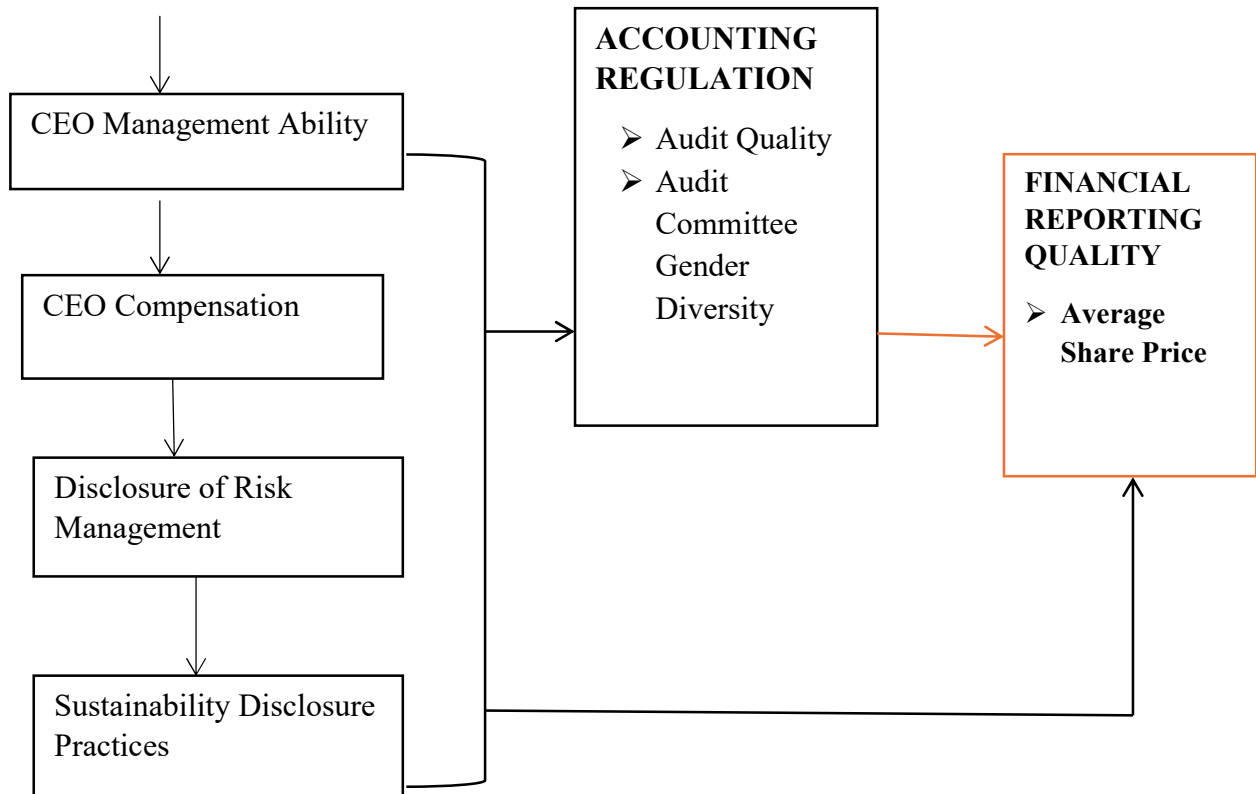 CEO Management Ability
CEO Compensation
Disclosure of Risk
Management
Sustainability Disclosure
Practices
ACCOUNTING
REGULATION
➢ Audit Quality
➢ Audit
Committee
Gender
Diversity
FINANCIAL
REPORTING
QUALITY
➢ Average
Share Price